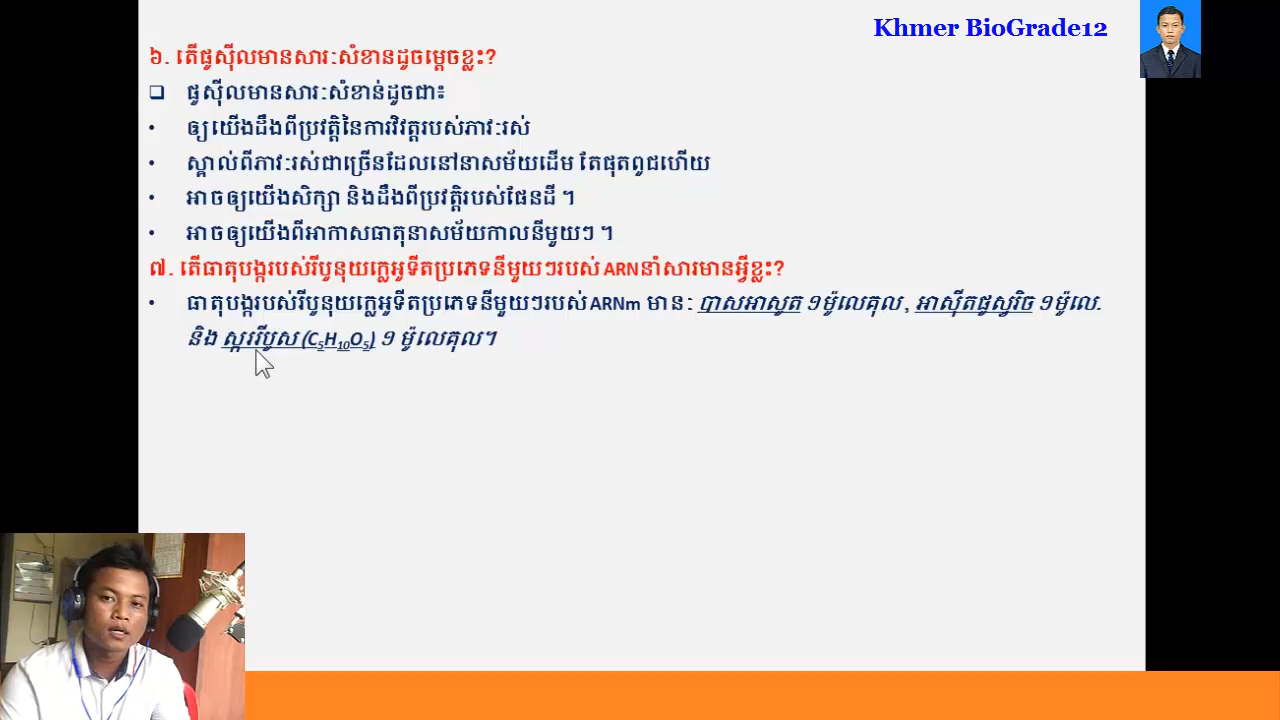 Khmer BioGrade12
៦. តើផូស៊ីលមានសារៈសំខានដូចម្ដេចខ្លះ?
❑ ផូស៊ីលមានសារៈសំខាន់ដូចជា៖
• ឲ្យយើងដឹងពីប្រវត្តិនៃការវិវត្តរបស់ភាវៈរស់
• ស្គាល់ពីភាវៈរស់ជាច្រើនដែលនៅនាសម័យដើម តែផុតពូជហើយ
• អាចឲ្យយើងសិក្សា និងដឹងពីប្រវត្តិរបស់ផែនដី ។
• អាចឲ្យយើងពីអាកាសធាតុនាសម័យកាលនីមួយៗ ។
៧. តើធាតុបង្ករបស់រីបូនុយក្លេអូទីតប្រភេទនីមួយៗរបស់ ARNនាំសារមានអ្វីខ្លះ?
• ធាតុបង្ករបស់រីបូនុយក្លេអូទីតប្រភេទនីមួយៗរបស់ARNm មានៈ បាសអាសូត ១ម៉ូលេគុល , អាស៊ីតផូស្វរិច ១ម៉ូលេ.
និង ស្កររីបូស (C₅H₁₀O₅) ១ ម៉ូលេគុល។